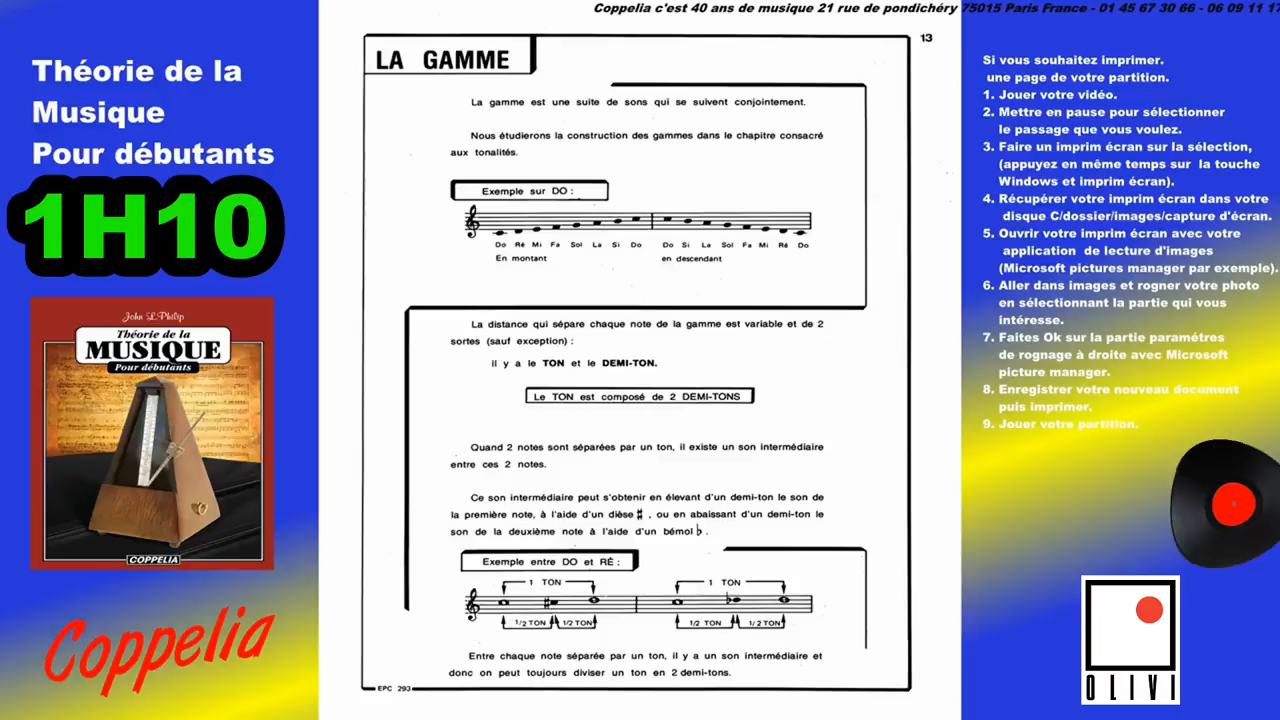 Coppelia c'est 40 ans de musique 21 rue de pondichéry 75015 Paris France - 01 45 67 30 66 - 06 09 11 17
Théorie de la
Musique
Pour débutants
1H10
John L.Philip
Théorie de la
MUSIQUE
Pour débutants
COPPELIA
Coppelia
13
LA GAMME
La gamme est une suite de sons qui se suivent conjointement.
Nous étudierons la construction des gammes dans le chapitre consacré
aux tonalités.
Exemple sur DO :
Do Ré Mi Fa Sol La Si Do Do Si La Sol Fa Mi Ré Do
En montant en descendant
La distance qui sépare chaque note de la gamme est variable et de 2
sortes (sauf exception) :
il y a le TON et le DEMI-TON.
Le TON est composé de 2 DEMI-TONS
Quand 2 notes sont séparées par un ton, il existe un son intermédiaire
entre ces 2 notes.
Ce son intermédiaire peut s'obtenir en élevant d'un demi-ton le son de
la première note, à l'aide d'un dièse ♯ , ou en abaissant d'un demi-ton le
son de la deuxième note à l'aide d'un bémol ♭ .
Exemple entre DO et RÉ :
1 TON 1 TON
1/2 TON 1/2 TON 1/2 TON 1/2 TON
Entre chaque note séparée par un ton, il y a un son intermédiaire et
donc on peut toujours diviser un ton en 2 demi-tons.
EPC 293
Si vous souhaitez imprimer.
une page de votre partition.
1. Jouer votre vidéo.
2. Mettre en pause pour sélectionner
le passage que vous voulez.
3. Faire un imprim écran sur la sélection,
(appuyez en même temps sur la touche
Windows et imprim écran).
4. Récupérer votre imprim écran dans votre
disque C/dossier/images/capture d'écran.
5. Ouvrir votre imprim écran avec votre
application de lecture d'images
(Microsoft pictures manager par exemple).
6. Aller dans images et rogner votre photo
en sélectionnant la partie qui vous
intéresse.
7. Faites Ok sur la partie paramétres
de rognage à droite avec Microsoft
picture manager.
8. Enregistrer votre nouveau document
puis imprimer.
9. Jouer votre partition.
OLIVI